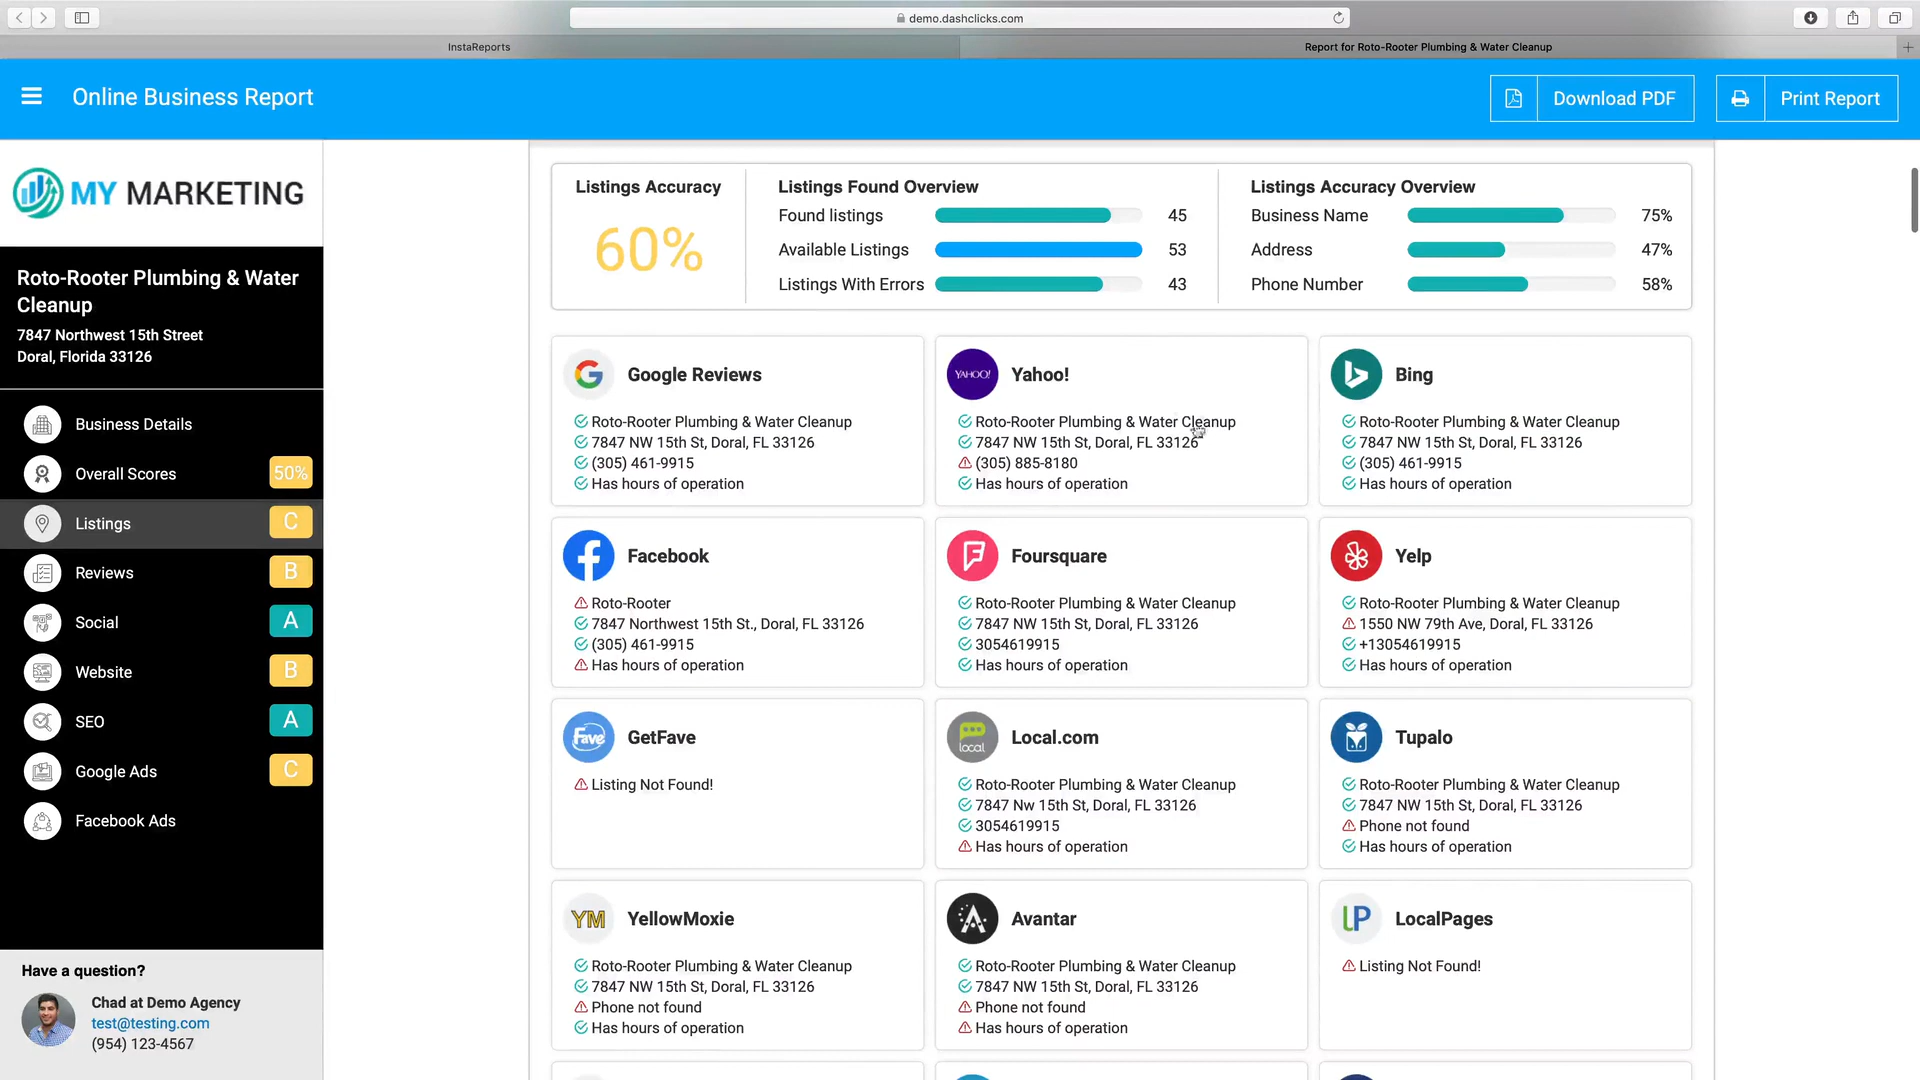 demo.dashclicks.com
InstaReports
Report for Roto-Rooter Plumbing & Water Cleanup
Online Business Report
Download PDF
Print Report
MY MARKETING
Roto-Rooter Plumbing & Water
Cleanup
7847 Northwest 15th Street
Doral, Florida 33126
Business Details
Overall Scores 50%
Listings C
Reviews B
Social A
Website B
SEO A
Google Ads C
Facebook Ads
Have a question?
Chad at Demo Agency
test@testing.com
(954) 123-4567
Listings Accuracy
60%
Listings Found Overview
Found listings 45
Available Listings 53
Listings With Errors 43
Listings Accuracy Overview
Business Name 75%
Address 47%
Phone Number 58%
Google Reviews
Roto-Rooter Plumbing & Water Cleanup
7847 NW 15th St, Doral, FL 33126
(305) 461-9915
Has hours of operation
YAHOO!
Yahoo!
Roto-Rooter Plumbing & Water Cleanup
7847 NW 15th St, Doral, FL 33126
(305) 885-8180
Has hours of operation
Bing
Roto-Rooter Plumbing & Water Cleanup
7847 NW 15th St, Doral, FL 33126
(305) 461-9915
Has hours of operation
Facebook
Roto-Rooter
7847 Northwest 15th St., Doral, FL 33126
(305) 461-9915
Has hours of operation
Foursquare
Roto-Rooter Plumbing & Water Cleanup
7847 NW 15th St, Doral, FL 33126
3054619915
Has hours of operation
Yelp
Roto-Rooter Plumbing & Water Cleanup
1550 NW 79th Ave, Doral, FL 33126
+13054619915
Has hours of operation
Fave
GetFave
Listing Not Found!
local
Local.com
Roto-Rooter Plumbing & Water Cleanup
7847 Nw 15th St, Doral, FL 33126
3054619915
Has hours of operation
Tupalo
Roto-Rooter Plumbing & Water Cleanup
7847 NW 15th St, Doral, FL 33126
Phone not found
Has hours of operation
YM
YellowMoxie
Roto-Rooter Plumbing & Water Cleanup
7847 NW 15th St, Doral, FL 33126
Phone not found
Has hours of operation
Avantar
Roto-Rooter Plumbing & Water Cleanup
7847 NW 15th St, Doral, FL 33126
Phone not found
Has hours of operation
LP
LocalPages
Listing Not Found!